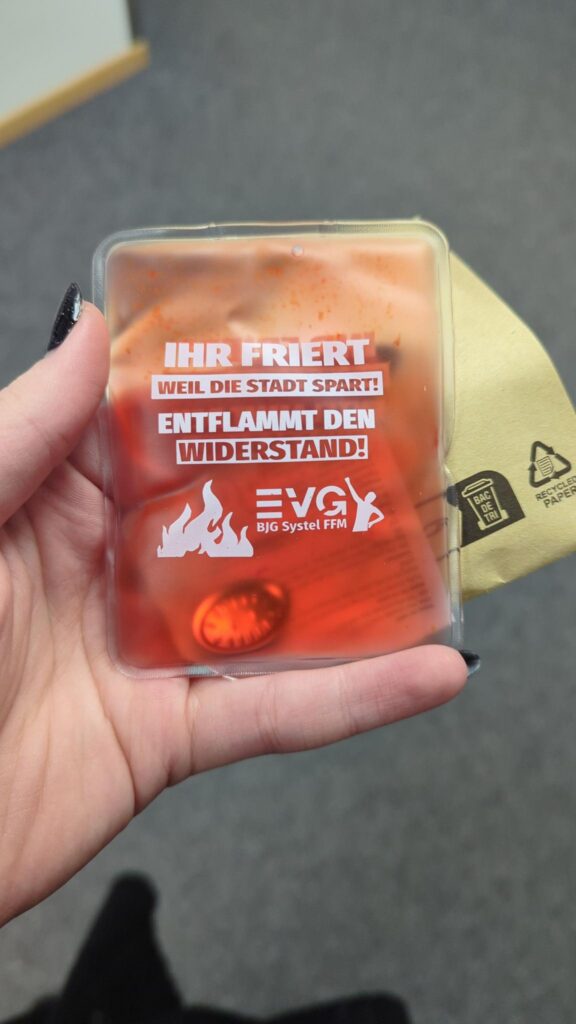 IHR FRIERT
WEIL DIE STADT SPART!
ENTFLAMMT DEN
WIDERSTAND!
EVG
BJG Systel FFM
BAC
DE
TRI
RECYCLED
PAPER